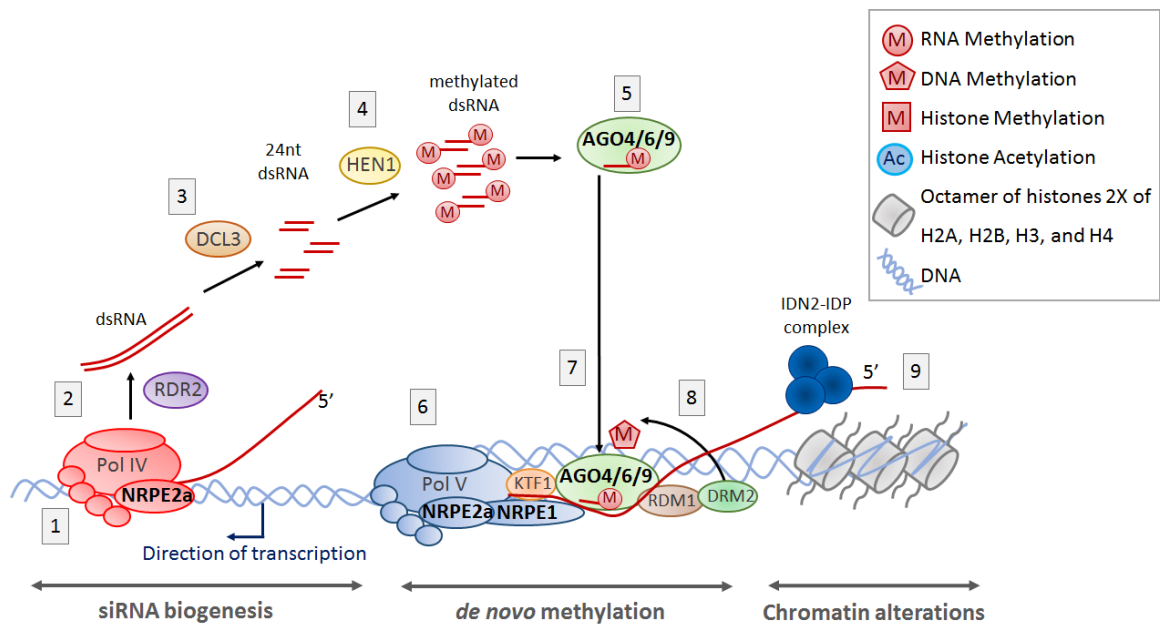 4
methylated
dsRNA
5
M RNA Methylation
M DNA Methylation
M Histone Methylation
Ac Histone Acetylation
Octamer of histones 2X of
H2A, H2B, H3, and H4
DNA
3
24nt
dsRNA
HEN1
M
M
M
M
M
M
M
AGO4/6/9
M
DCL3
dsRNA
2
RDR2
5’
Pol IV
NRPE2a
1
Direction of transcription
6
7
8
IDN2-IDP
complex
5’
9
M
Pol V
KTF1
AGO4/6/9
M
NRPE2a
NRPE1
RDM1
DRM2
siRNA biogenesis
de novo methylation
Chromatin alterations